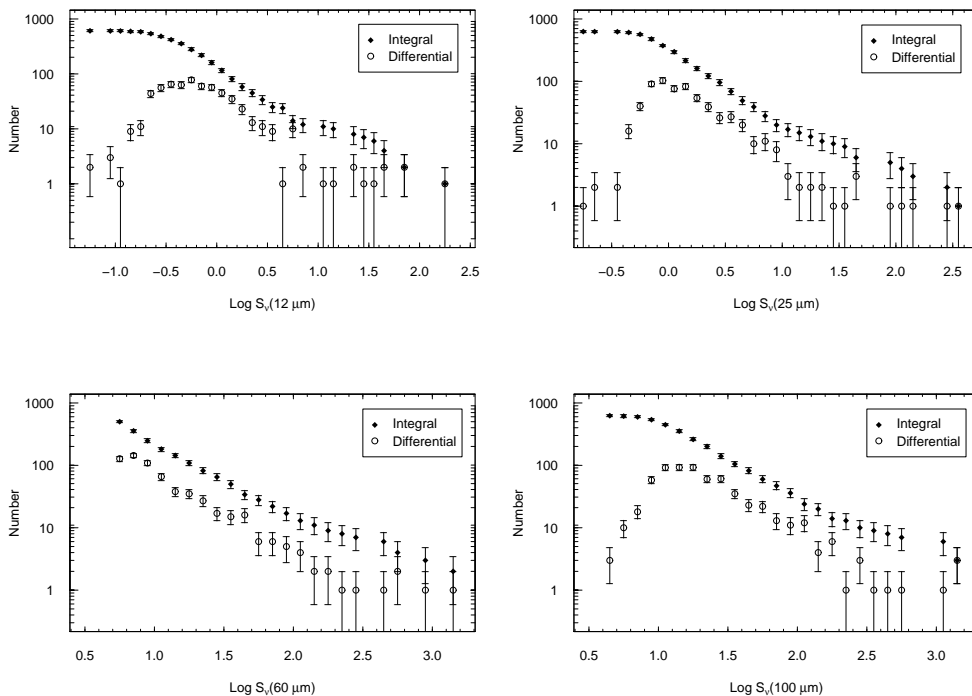 1000
100
10
1
Number
Integral
Differential
−1.0 −0.5 0.0 0.5 1.0 1.5 2.0 2.5
Log Sν(12 μm)
1000
100
10
1
Number
Integral
Differential
−0.5 0.0 0.5 1.0 1.5 2.0 2.5
Log Sν(25 μm)
1000
100
10
1
Number
Integral
Differential
0.5 1.0 1.5 2.0 2.5 3.0
Log Sν(60 μm)
1000
100
10
1
Number
Integral
Differential
0.5 1.0 1.5 2.0 2.5 3.0
Log Sν(100 μm)